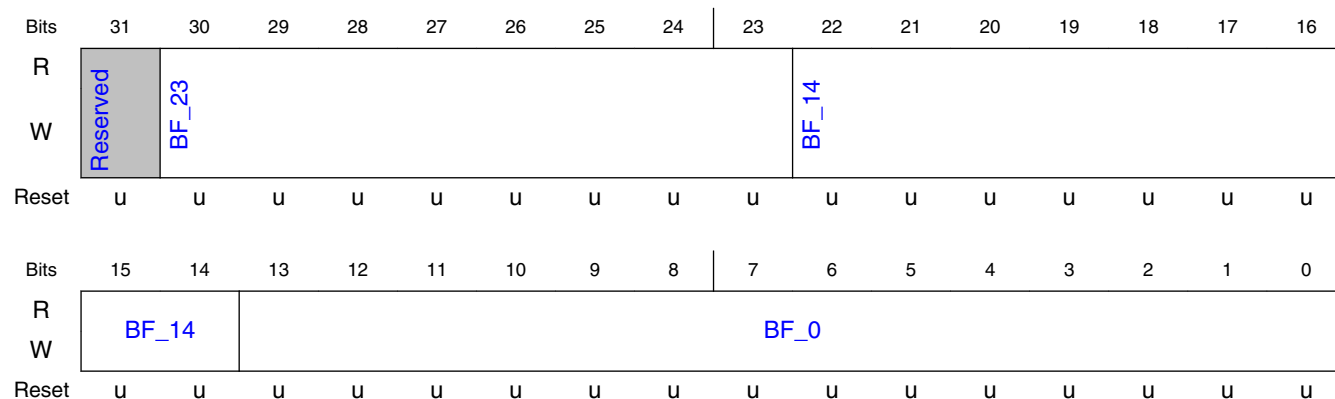 Bits 31 30 29 28 27 26 25 24 23 22 21 20 19 18 17 16
R
Reserved BF_23 BF_14
W
Reset u u u u u u u u u u u u u u u u
Bits 15 14 13 12 11 10 9 8 7 6 5 4 3 2 1 0
R
BF_14 BF_0
W
Reset u u u u u u u u u u u u u u u u